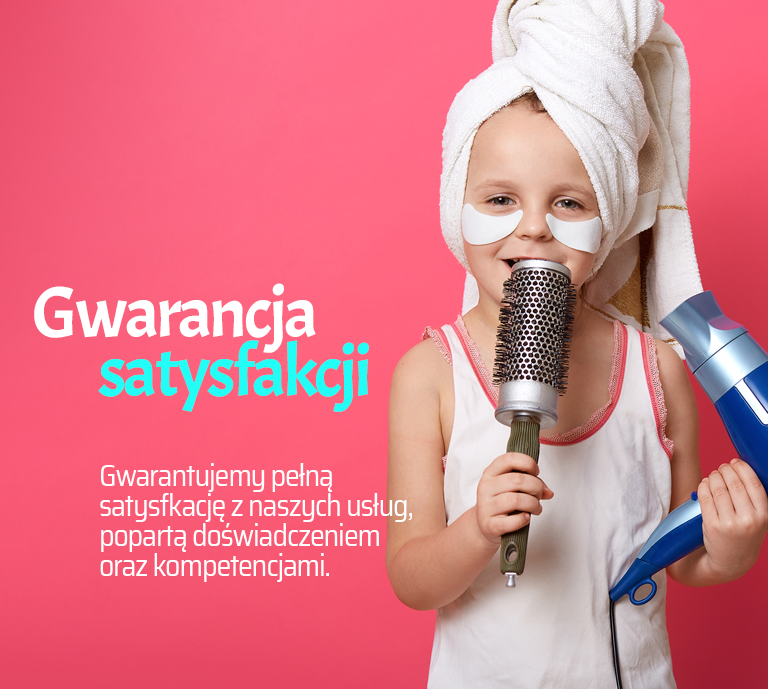 Gwarancja
satysfakcji
Gwarantujemy pełną
satysfkację z naszych usług,
popartą doświadczeniem
oraz kompetencjami.